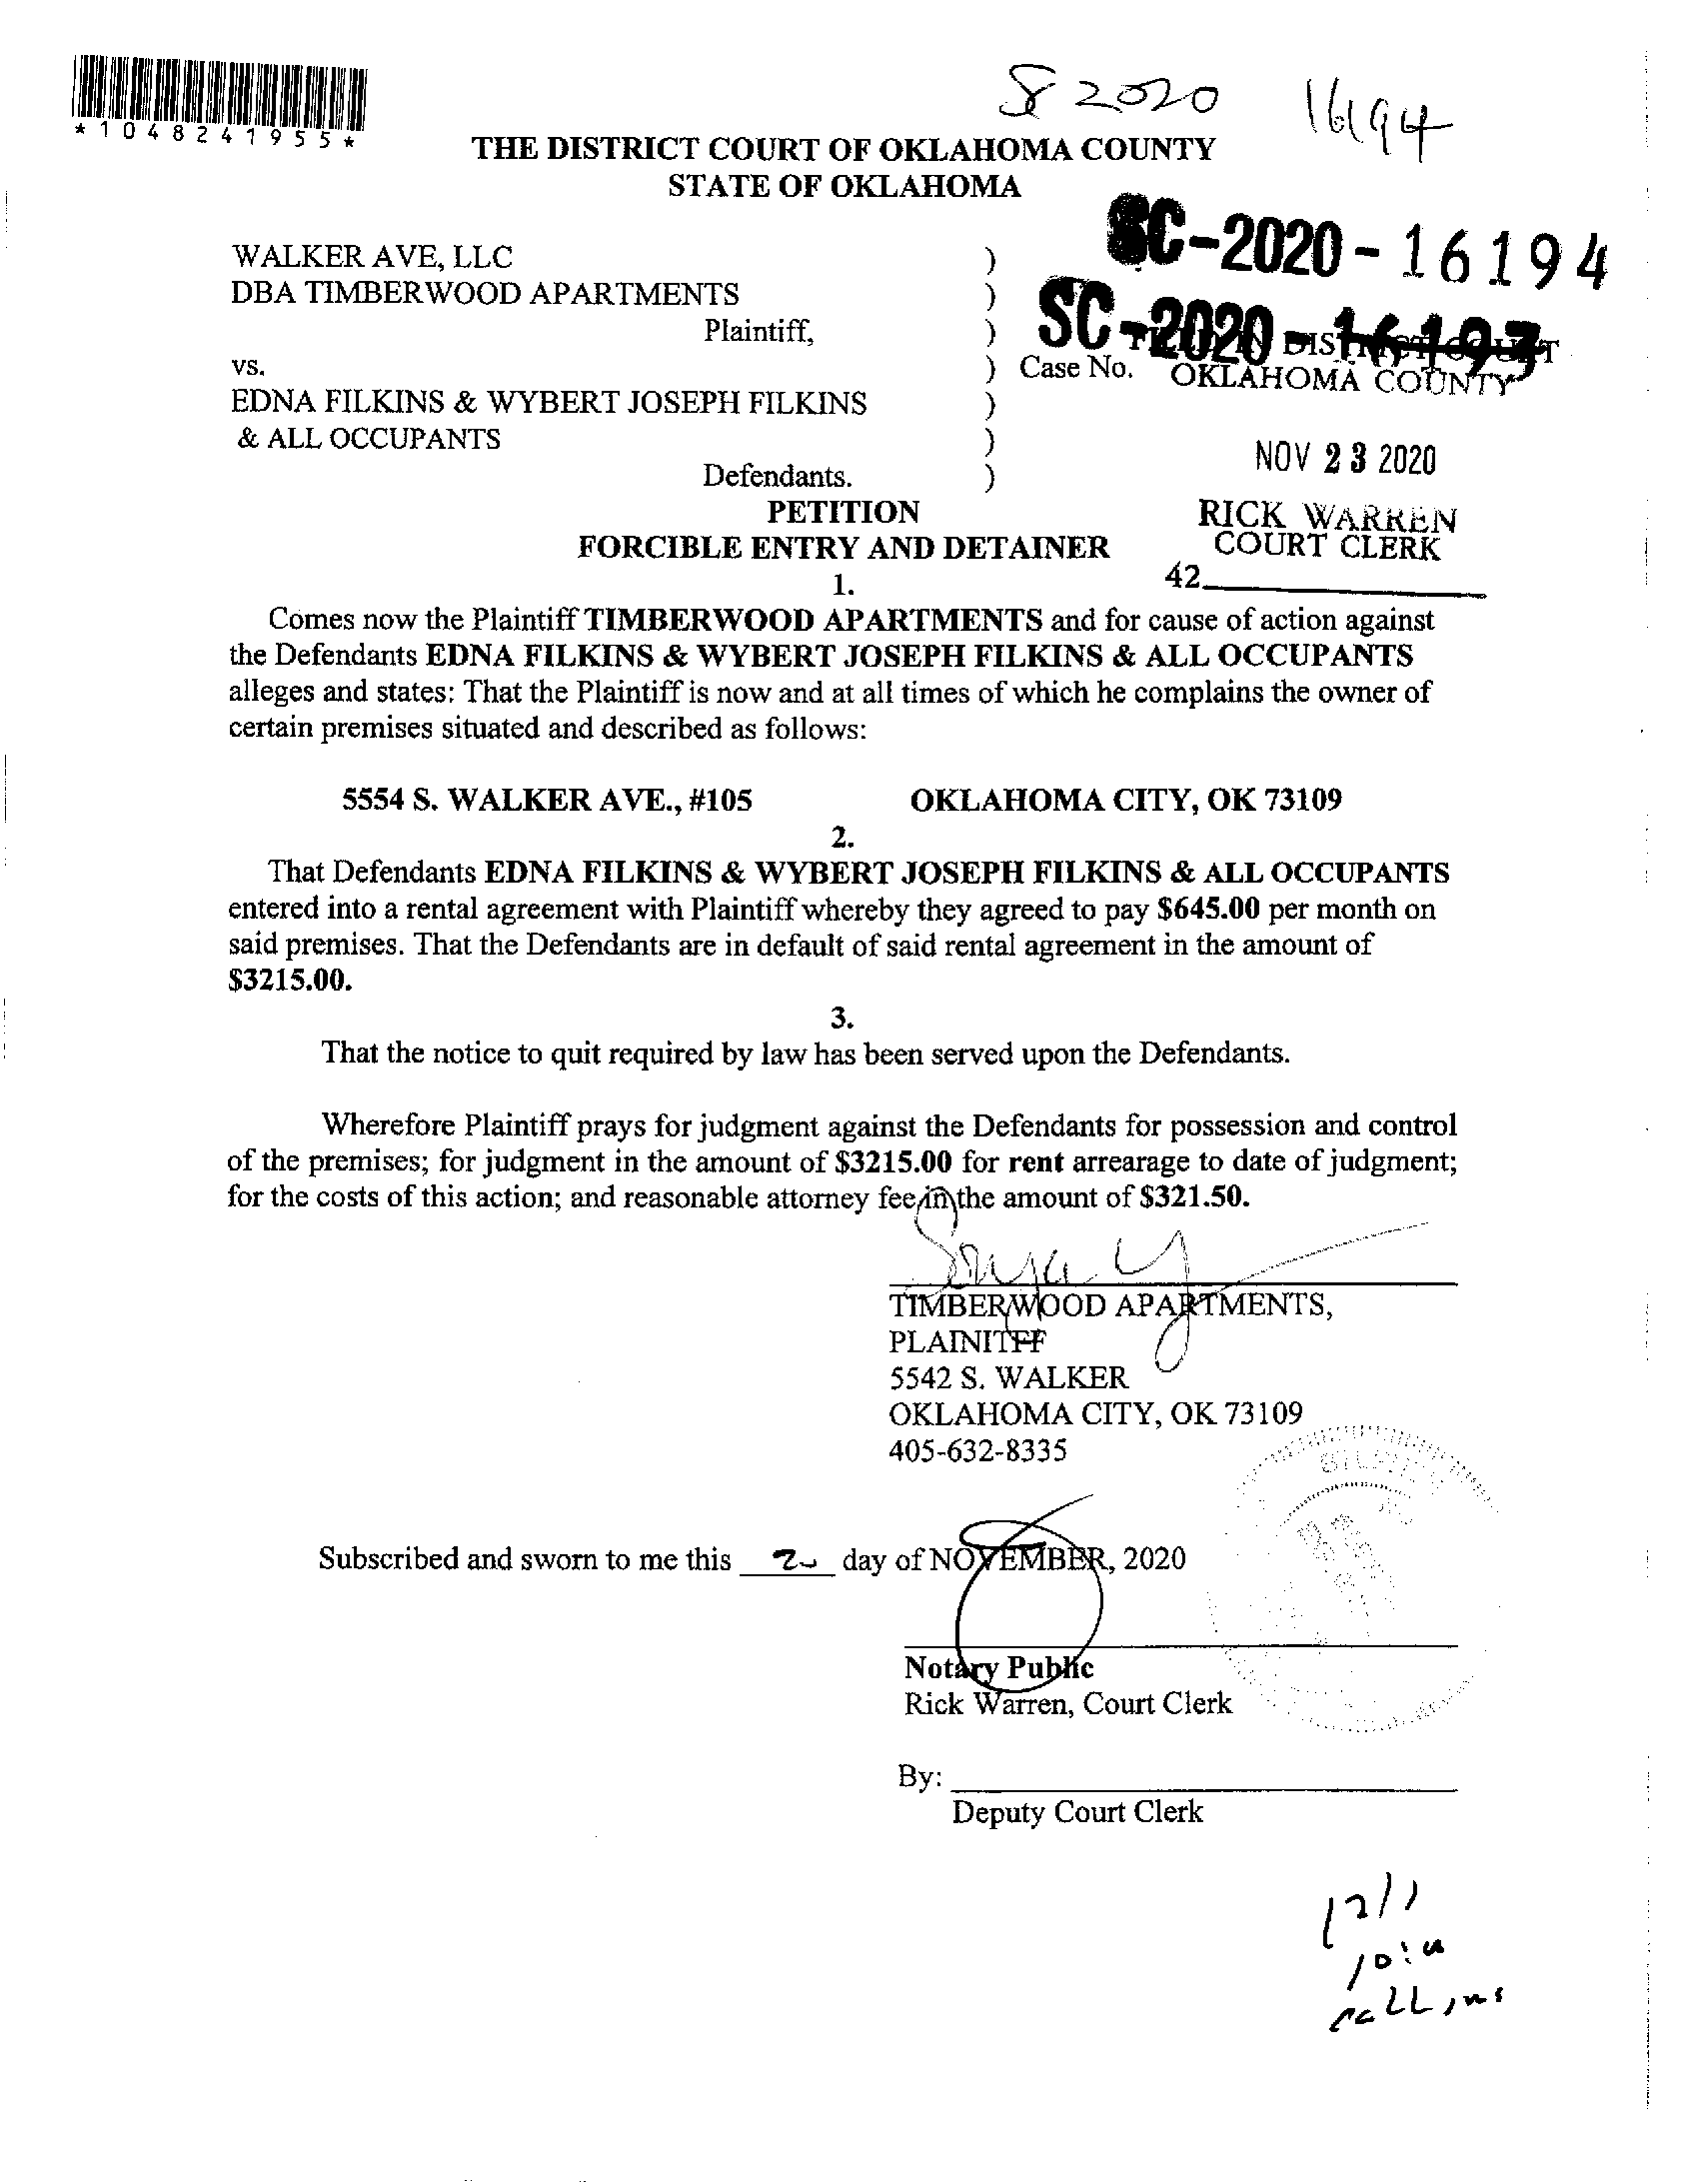 *1048241955*
2020 16194
THE DISTRICT COURT OF OKLAHOMA COUNTY
STATE OF OKLAHOMA
SC-2020-16194
WALKER AVE, LLC )
DBA TIMBERWOOD APARTMENTS )
Plaintiff, ) SC-2020-16193
DISTRICT COURT
vs. ) Case No. OKLAHOMA COUNTY
EDNA FILKINS & WYBERT JOSEPH FILKINS )
& ALL OCCUPANTS )
NOV 23 2020
Defendants. )
PETITION
RICK WARREN
FORCIBLE ENTRY AND DETAINER
COURT CLERK
1.
42
Comes now the Plaintiff TIMBERWOOD APARTMENTS and for cause of action against
the Defendants EDNA FILKINS & WYBERT JOSEPH FILKINS & ALL OCCUPANTS
alleges and states: That the Plaintiff is now and at all times of which he complains the owner of
certain premises situated and described as follows:
5554 S. WALKER AVE., #105 OKLAHOMA CITY, OK 73109
2.
That Defendants EDNA FILKINS & WYBERT JOSEPH FILKINS & ALL OCCUPANTS
entered into a rental agreement with Plaintiff whereby they agreed to pay $645.00 per month on
said premises. That the Defendants are in default of said rental agreement in the amount of
$3215.00.
3.
That the notice to quit required by law has been served upon the Defendants.
Wherefore Plaintiff prays for judgment against the Defendants for possession and control
of the premises; for judgment in the amount of $3215.00 for rent arrearage to date of judgment;
for the costs of this action; and reasonable attorney fee in the amount of $321.50.
TIMBERWOOD APARTMENTS,
PLAINITFF
5542 S. WALKER
OKLAHOMA CITY, OK 73109
405-632-8335
Subscribed and sworn to me this day of NOVEMBER, 2020
Notary Public
Rick Warren, Court Clerk
By:
Deputy Court Clerk
12/1